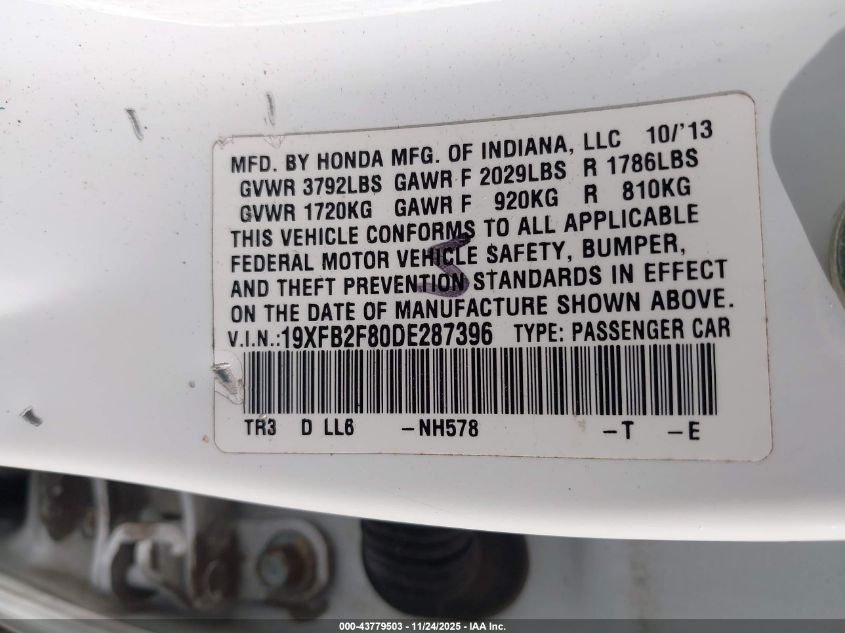 MFD. BY HONDA MFG. OF INDIANA, LLC 10/'13
GVWR 3792LBS GAWR F 2029LBS R 1786LBS
GVWR 1720KG GAWR F 920KG R 810KG
THIS VEHICLE CONFORMS TO ALL APPLICABLE
FEDERAL MOTOR VEHICLE SAFETY, BUMPER,
AND THEFT PREVENTION STANDARDS IN EFFECT
ON THE DATE OF MANUFACTURE SHOWN ABOVE.
V.I.N.:19XFB2F80DE287396 TYPE: PASSENGER CAR
TR3 D LL6 -NH578 -T -E
000-43779503 - 11/24/2025 - IAA Inc.